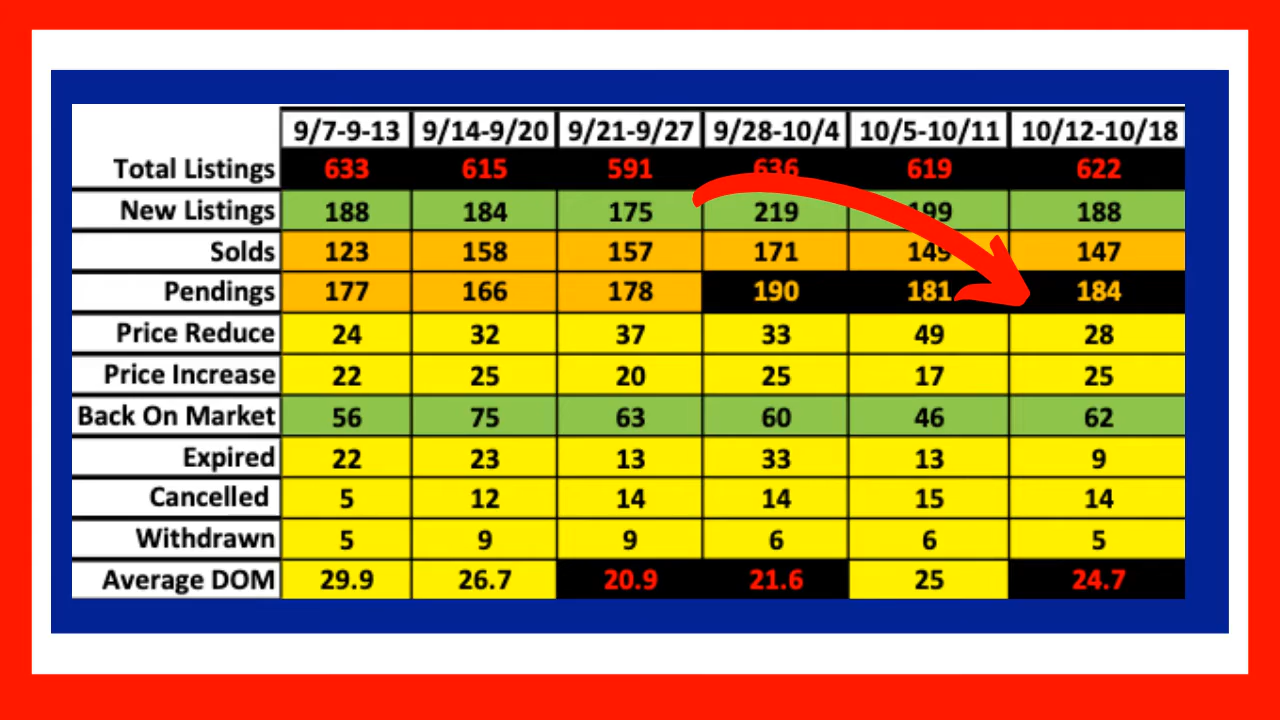 9/7-9-13 9/14-9/20 9/21-9/27 9/28-10/4 10/5-10/11 10/12-10/18
Total Listings 633 615 591 636 619 622
New Listings 188 184 175 219 199 188
Solds 123 158 157 171 149 147
Pendings 177 166 178 190 181 184
Price Reduce 24 32 37 33 49 28
Price Increase 22 25 20 25 17 25
Back On Market 56 75 63 60 46 62
Expired 22 23 13 33 13 9
Cancelled 5 12 14 14 15 14
Withdrawn 5 9 9 6 6 5
Average DOM 29.9 26.7 20.9 21.6 25 24.7